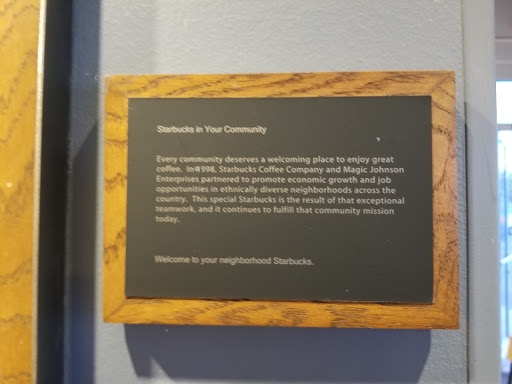 Starbucks in Your Community
Every community deserves a welcoming place to enjoy great
coffee. In 1998, Starbucks Coffee Company and Magic Johnson
Enterprises partnered to promote economic growth and job
opportunities in ethnically diverse neighborhoods across the
country. This special Starbucks is the result of that exceptional
teamwork, and it continues to fulfill that community mission
today.
Welcome to your neighborhood Starbucks.